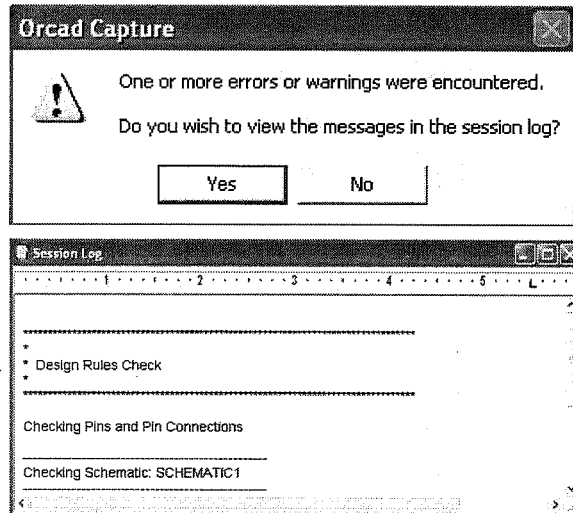 Orcad Capture
One or more errors or warnings were encountered.
Do you wish to view the messages in the session log?
Yes No
Session Log
1 2 3 4 5 L
*******************************************************************************
*
* Design Rules Check
*
*******************************************************************************
Checking Pins and Pin Connections
--------------------------------------------------
Checking Schematic: SCHEMATIC1
--------------------------------------------------